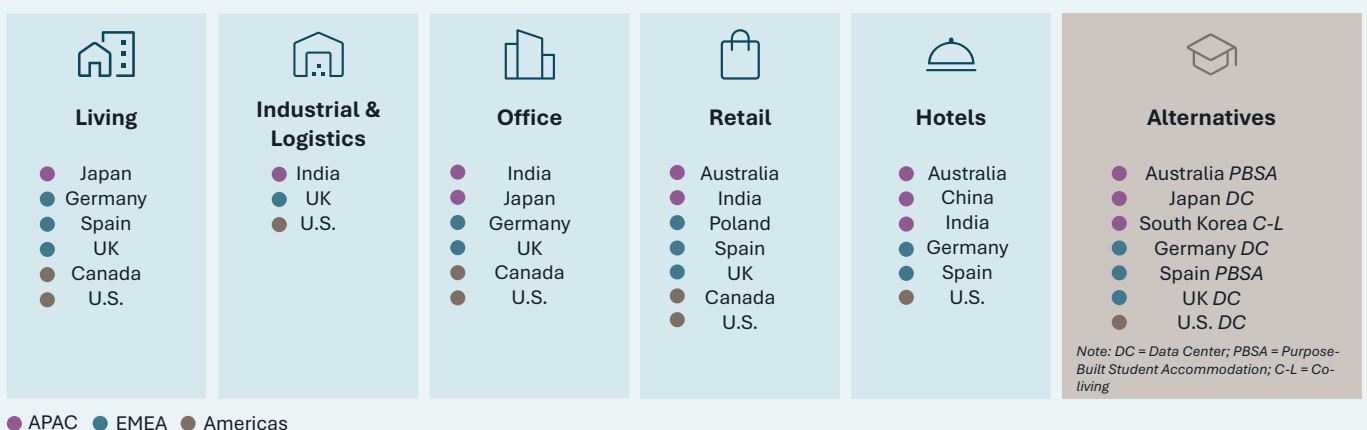 Living
Japan
Germany
Spain
UK
Canada
U.S.
Industrial &
Logistics
India
UK
U.S.
Office
India
Japan
Germany
UK
Canada
U.S.
Retail
Australia
India
Poland
Spain
UK
Canada
U.S.
Hotels
Australia
China
India
Germany
Spain
U.S.
Alternatives
Australia PBSA
Japan DC
South Korea C-L
Germany DC
Spain PBSA
UK DC
U.S. DC
Note: DC = Data Center; PBSA = Purpose-
Built Student Accommodation; C-L = Co-
living
APAC EMEA Americas